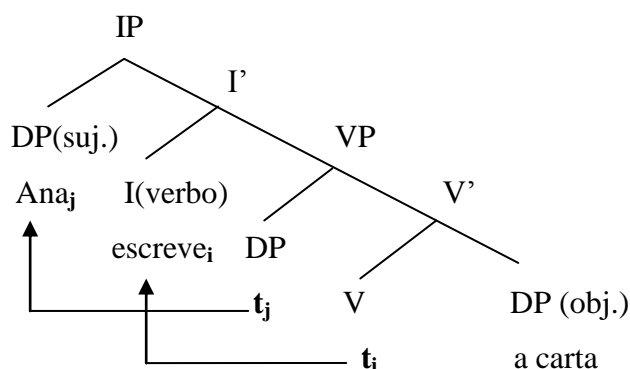 IP
I’
DP(suj.) VP
Anaj I(verbo) V’
escrevei DP
tj V DP (obj.)
ti a carta